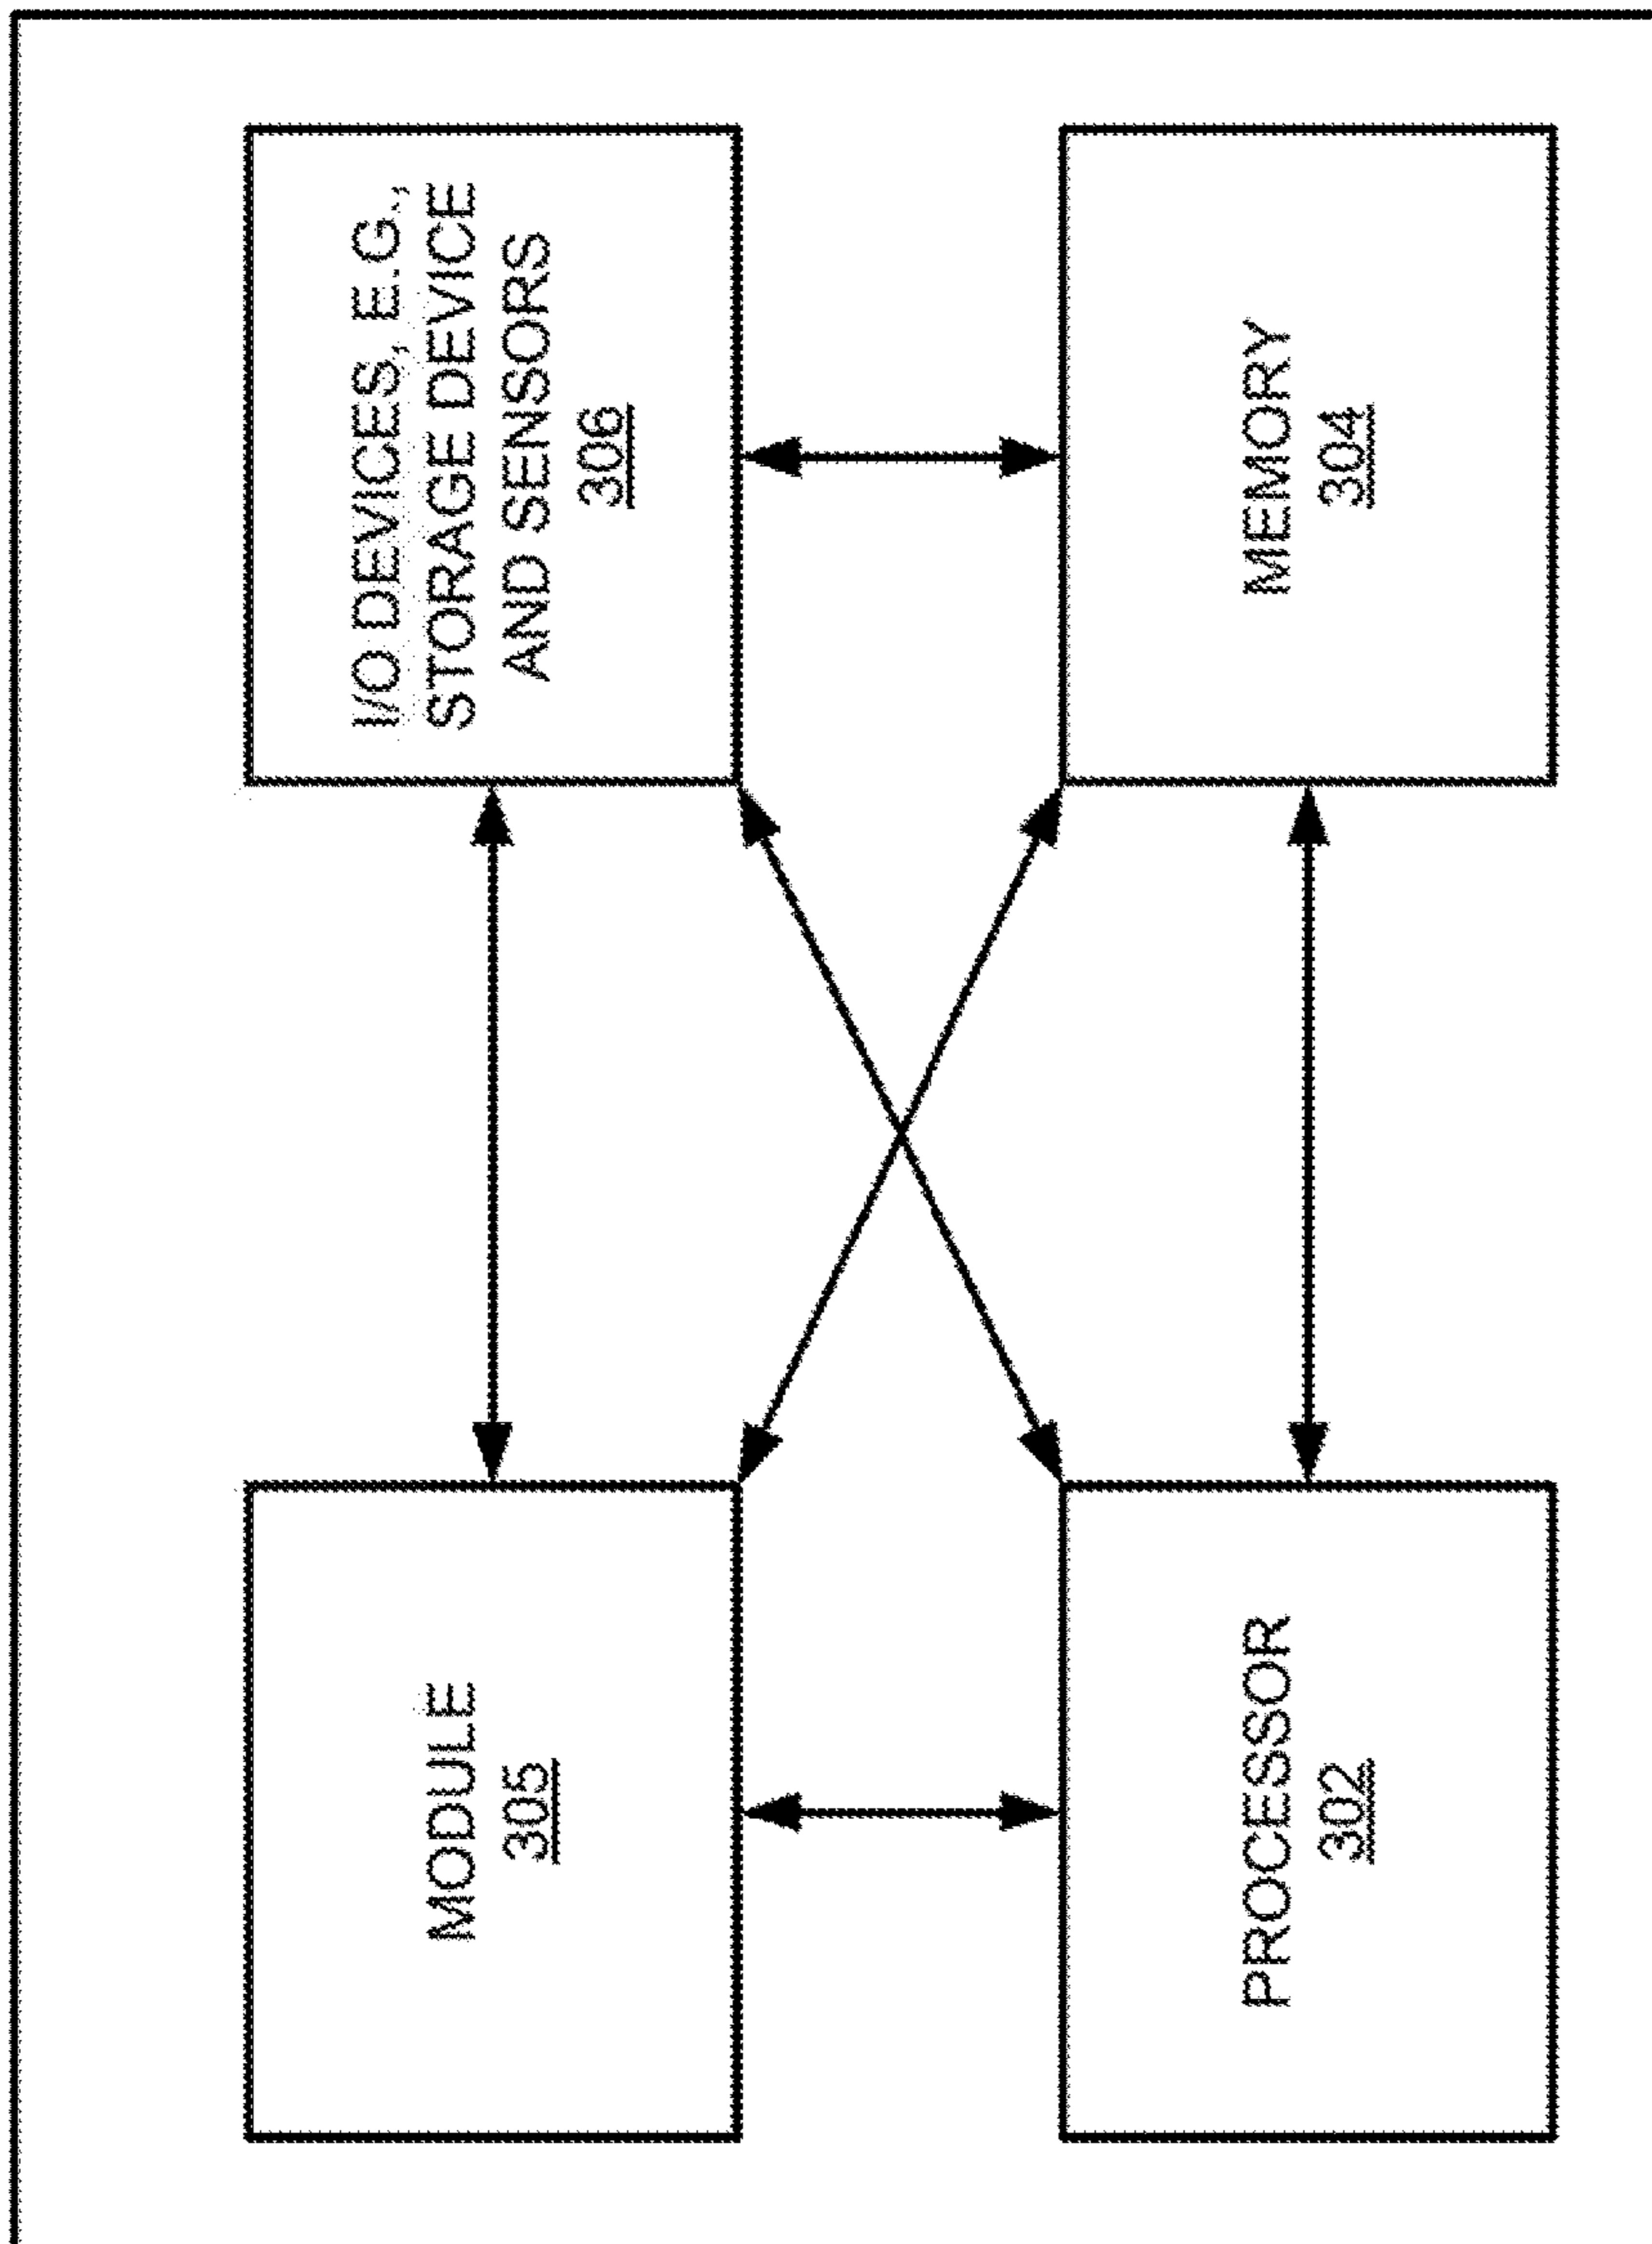 MODULE
305
I/O DEVICES, E.G.,
STORAGE DEVICE
AND SENSORS
306
PROCESSOR
302
MEMORY
304